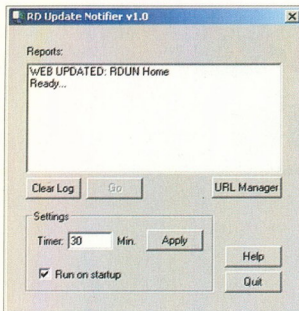 RD Update Notifier v1.0
Reports:
WEB UPDATED: RDUN Home
Ready...
Clear Log
Go
URL Manager
Settings
Timer: 30 Min. Apply
Run on startup
Help
Quit